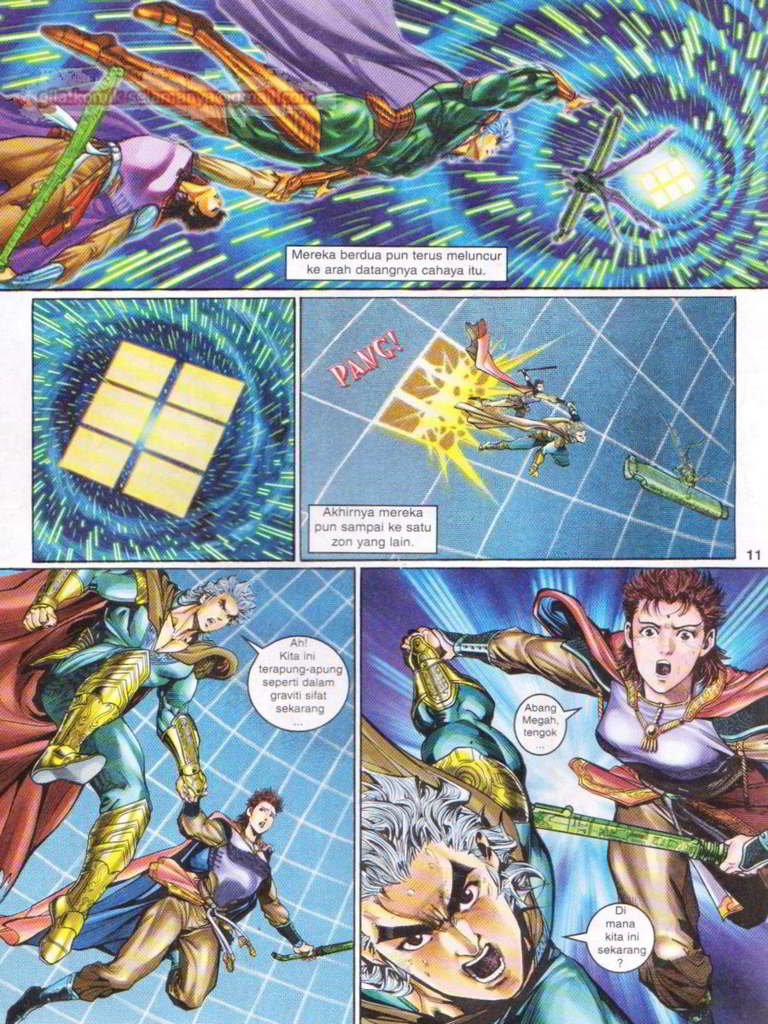 Mereka berdua pun terus meluncur
ke arah datangnya cahaya itu.
PANG!
Akhirnya mereka
pun sampai ke satu
zon yang lain.
11
Ah!
Kita ini
terapung-apung
seperti dalam
graviti sifat
sekarang
...
Abang
Megah,
tengok
...
Di
mana kita ini
sekarang
?